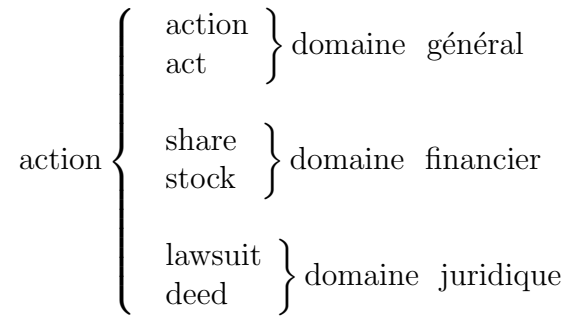 action
act
domaine général
action
share
stock
domaine financier
lawsuit
deed
domaine juridique